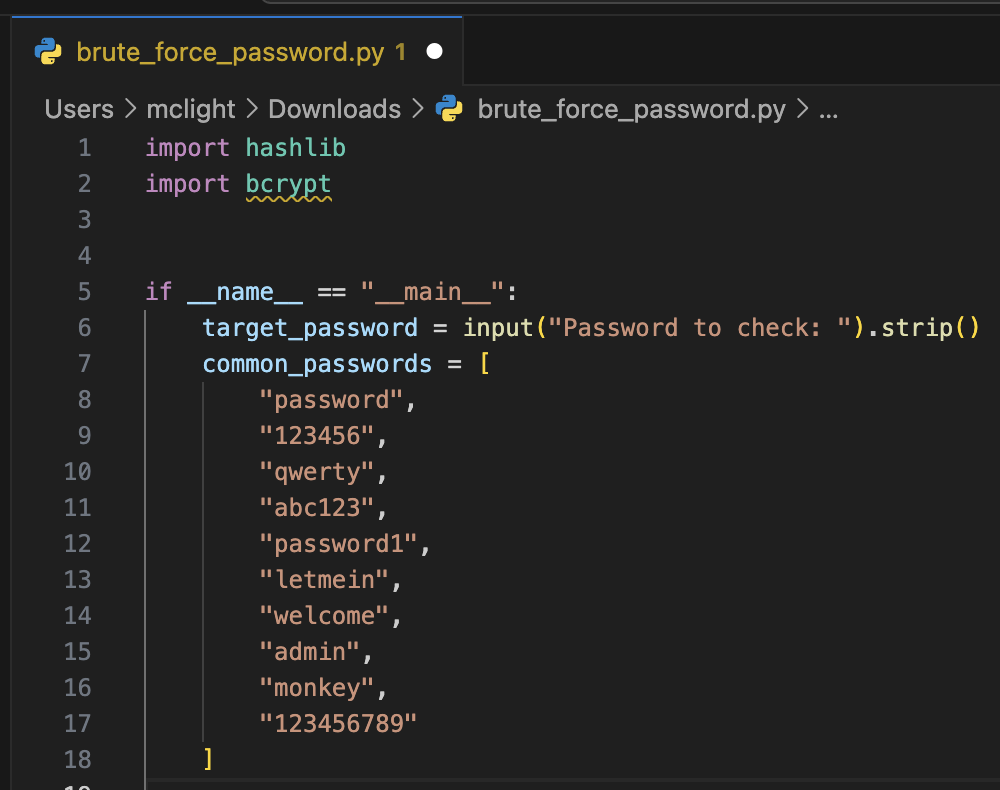 brute_force_password.py 1
Users > mclight > Downloads > brute_force_password.py > ...
1 import hashlib
2 import bcrypt
3
4
5 if __name__ == "__main__":
6 target_password = input("Password to check: ").strip()
7 common_passwords = [
8 "password",
9 "123456",
10 "qwerty",
11 "abc123",
12 "password1",
13 "letmein",
14 "welcome",
15 "admin",
16 "monkey",
17 "123456789"
18 ]